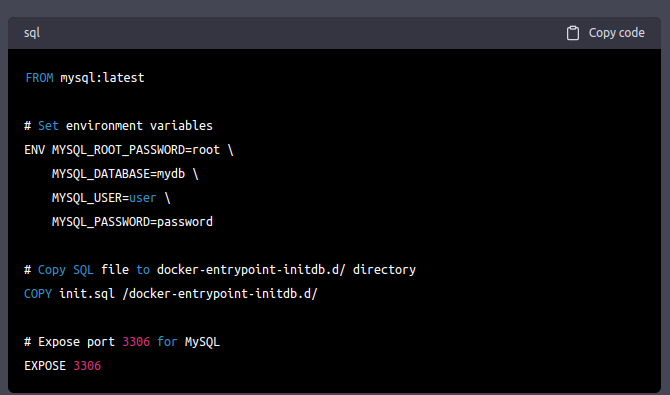 sql
Copy code
FROM mysql:latest
# Set environment variables
ENV MYSQL_ROOT_PASSWORD=root \
MYSQL_DATABASE=mydb \
MYSQL_USER=user \
MYSQL_PASSWORD=password
# Copy SQL file to docker-entrypoint-initdb.d/ directory
COPY init.sql /docker-entrypoint-initdb.d/
# Expose port 3306 for MySQL
EXPOSE 3306